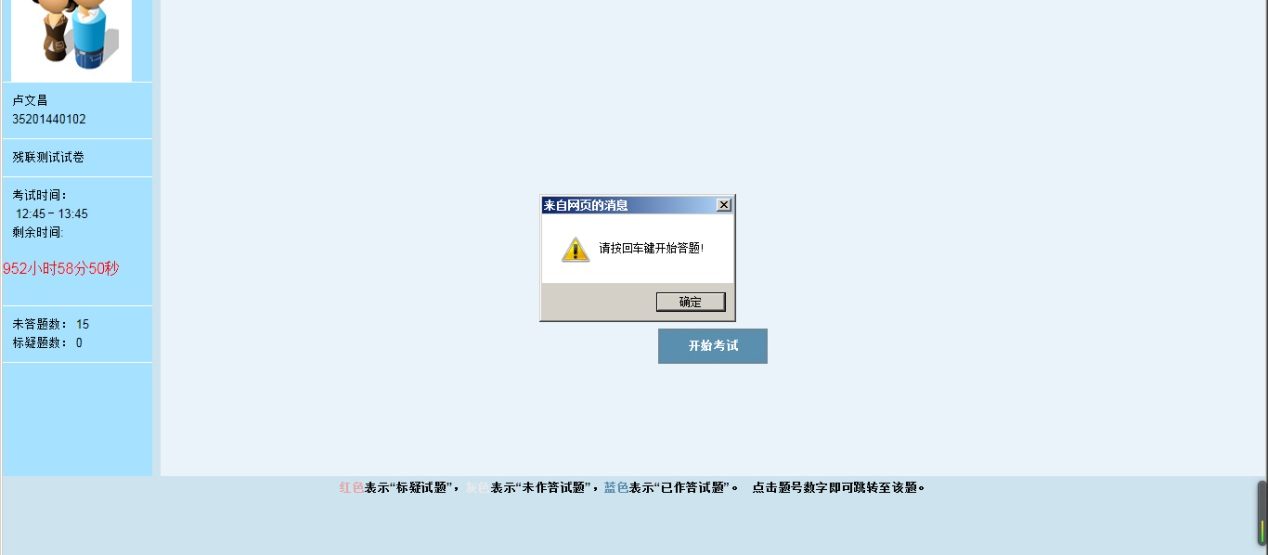 卢文昌
35201440102
残联测试试卷
考试时间：
12:45 - 13:45
剩余时间:
952小时58分50秒
未答题数： 15
标疑题数： 0
来自网页的消息
请按回车键开始答题!
确定
开始考试
红色表示“标疑试题”，灰色表示“未作答试题”，蓝色表示“已作答试题”。 点击题号数字即可跳转至该题。